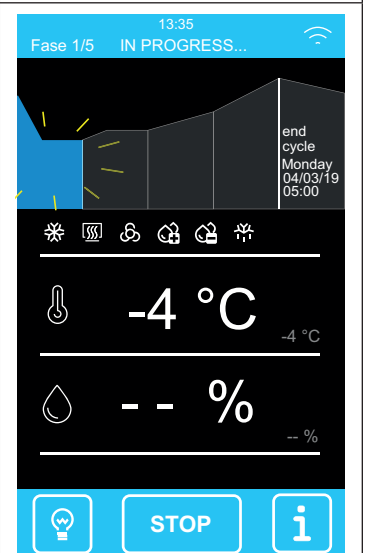 13:35
Fase 1/5 IN PROGRESS...
end
cycle
Monday
04/03/19
05:00
-4 °C
-4 °C
- - %
-- %
STOP
i